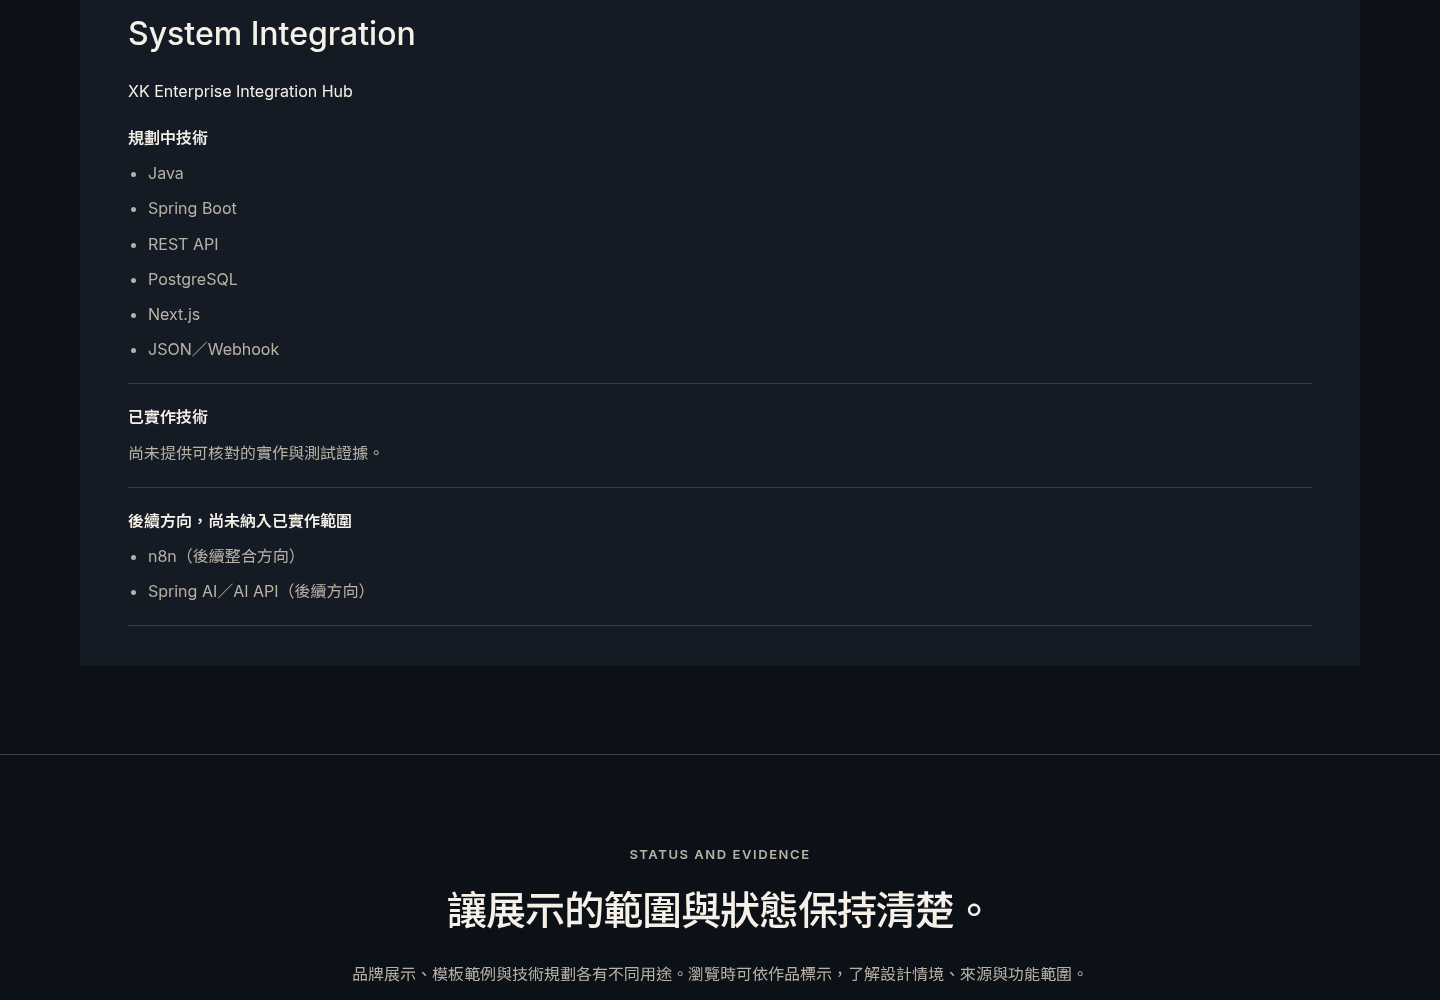 System Integration
XK Enterprise Integration Hub
規劃中技術
• Java
• Spring Boot
• REST API
• PostgreSQL
• Next.js
• JSON／Webhook
已實作技術
尚未提供可核對的實作與測試證據。
後續方向，尚未納入已實作範圍
• n8n（後續整合方向）
• Spring AI／AI API（後續方向）
STATUS AND EVIDENCE
讓展示的範圍與狀態保持清楚。
品牌展示、模板範例與技術規劃各有不同用途。瀏覽時可依作品標示，了解設計情境、來源與功能範圍。